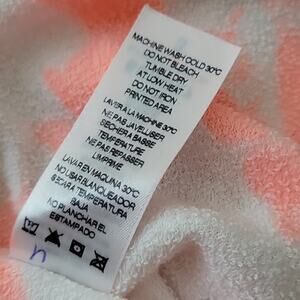 MACHINE WASH COLD 30°C
DO NOT BLEACH
TUMBLE DRY
AT LOW HEAT
DO NOT IRON
PRINTED AREA
LAVER A LA MACHINE 30°C
NE PAS JAVELLISER
SECHER A BASSE
TEMPERATURE
NE PAS REPASSER
L'IMPRIME
LAVAR EN MAQUINA 30°C
NO USAR BLANQUEADOR
SECAR A TEMPERATURA
BAJA
NO PLANCHAR EL
ESTAMPADO